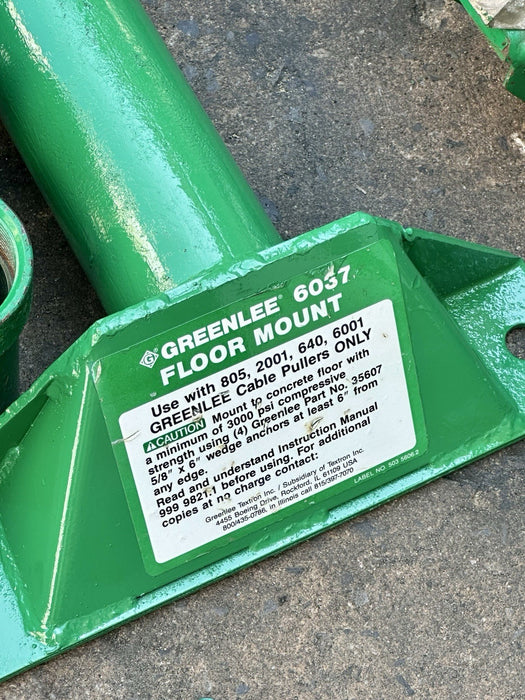 G GREENLEE® 6037
FLOOR MOUNT
Use with 805, 2001, 640, 6001
GREENLEE Cable Pullers ONLY
CAUTION Mount to concrete floor with
a minimum of 3000 psi compressive
strength using (4) Greenlee Part No. 35607
5/8" X 6" wedge anchors at least 6" from
any edge.
Read and understand Instruction Manual
999 9821.1 before using. For additional
copies at no charge contact:
Greenlee Textron Inc. / Subsidiary of Textron Inc.
4455 Boeing Drive, Rockford, IL 61109 USA
800/435-0786, in Illinois call 815/397-7070
LABEL NO. 503 5606.2